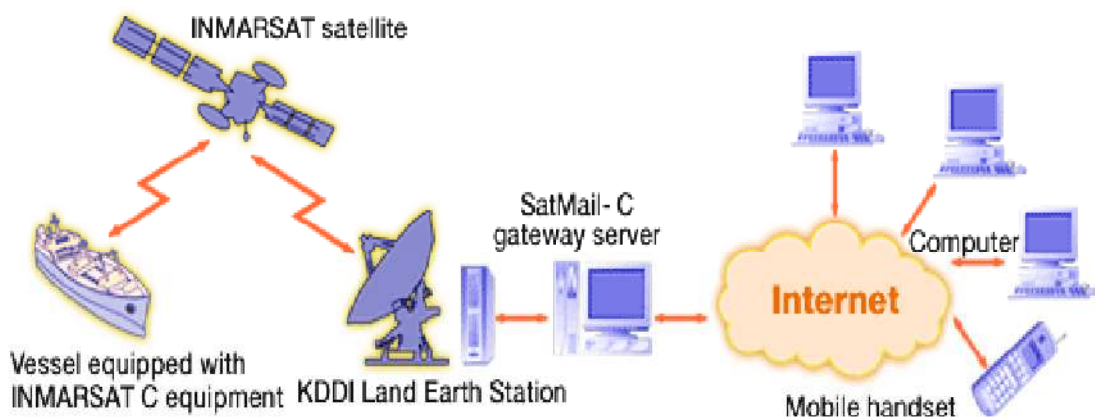 INMARSAT satellite
SatMail- C
gateway server
Computer
Internet
Vessel equipped with
INMARSAT C equipment
KDDI Land Earth Station
Mobile handset